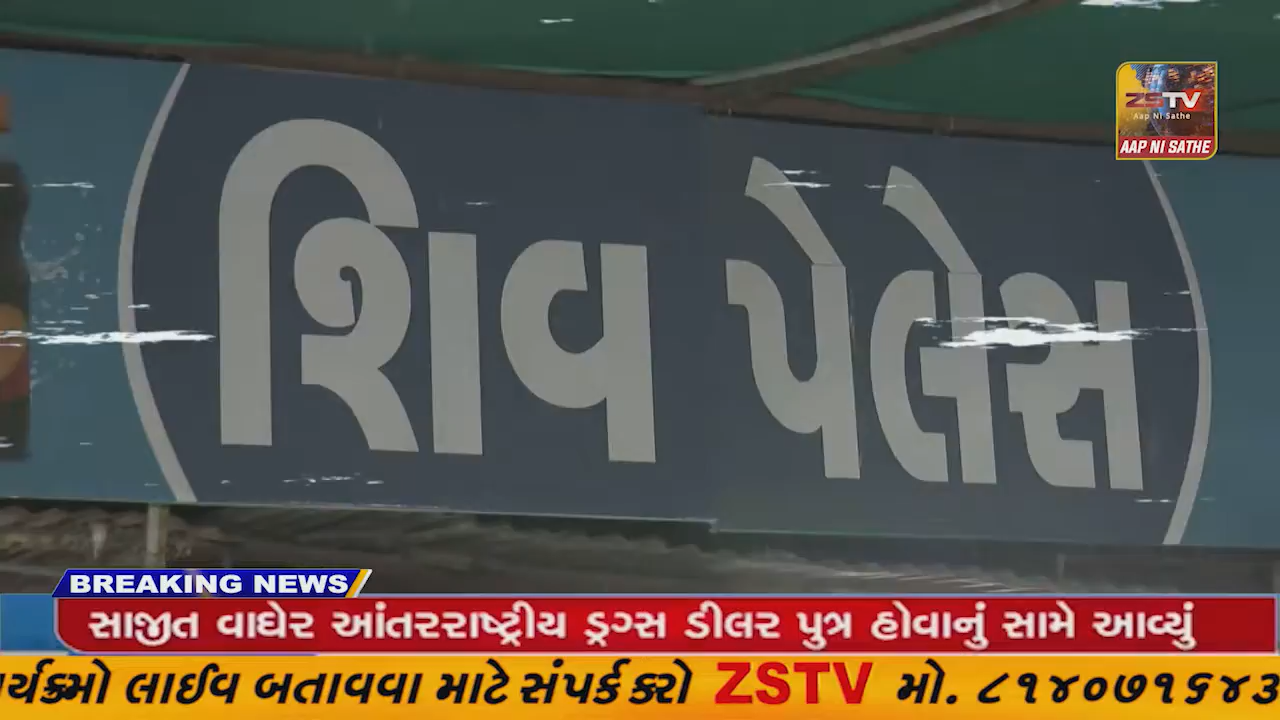 ZSTV
Aap Ni Sathe
AAP NI SATHE
શિવ પેલેસ
BREAKING NEWS
સાજીત વાઘેર આંતરરાષ્ટ્રીય ડ્રગ્સ ડીલર પુત્ર હોવાનું સામે આવ્યું
ર્યક્રમો લાઈવ બતાવવા માટે સંપર્ક કરો ZSTV મો. ૮૧૪૦૭૧૬૪૩